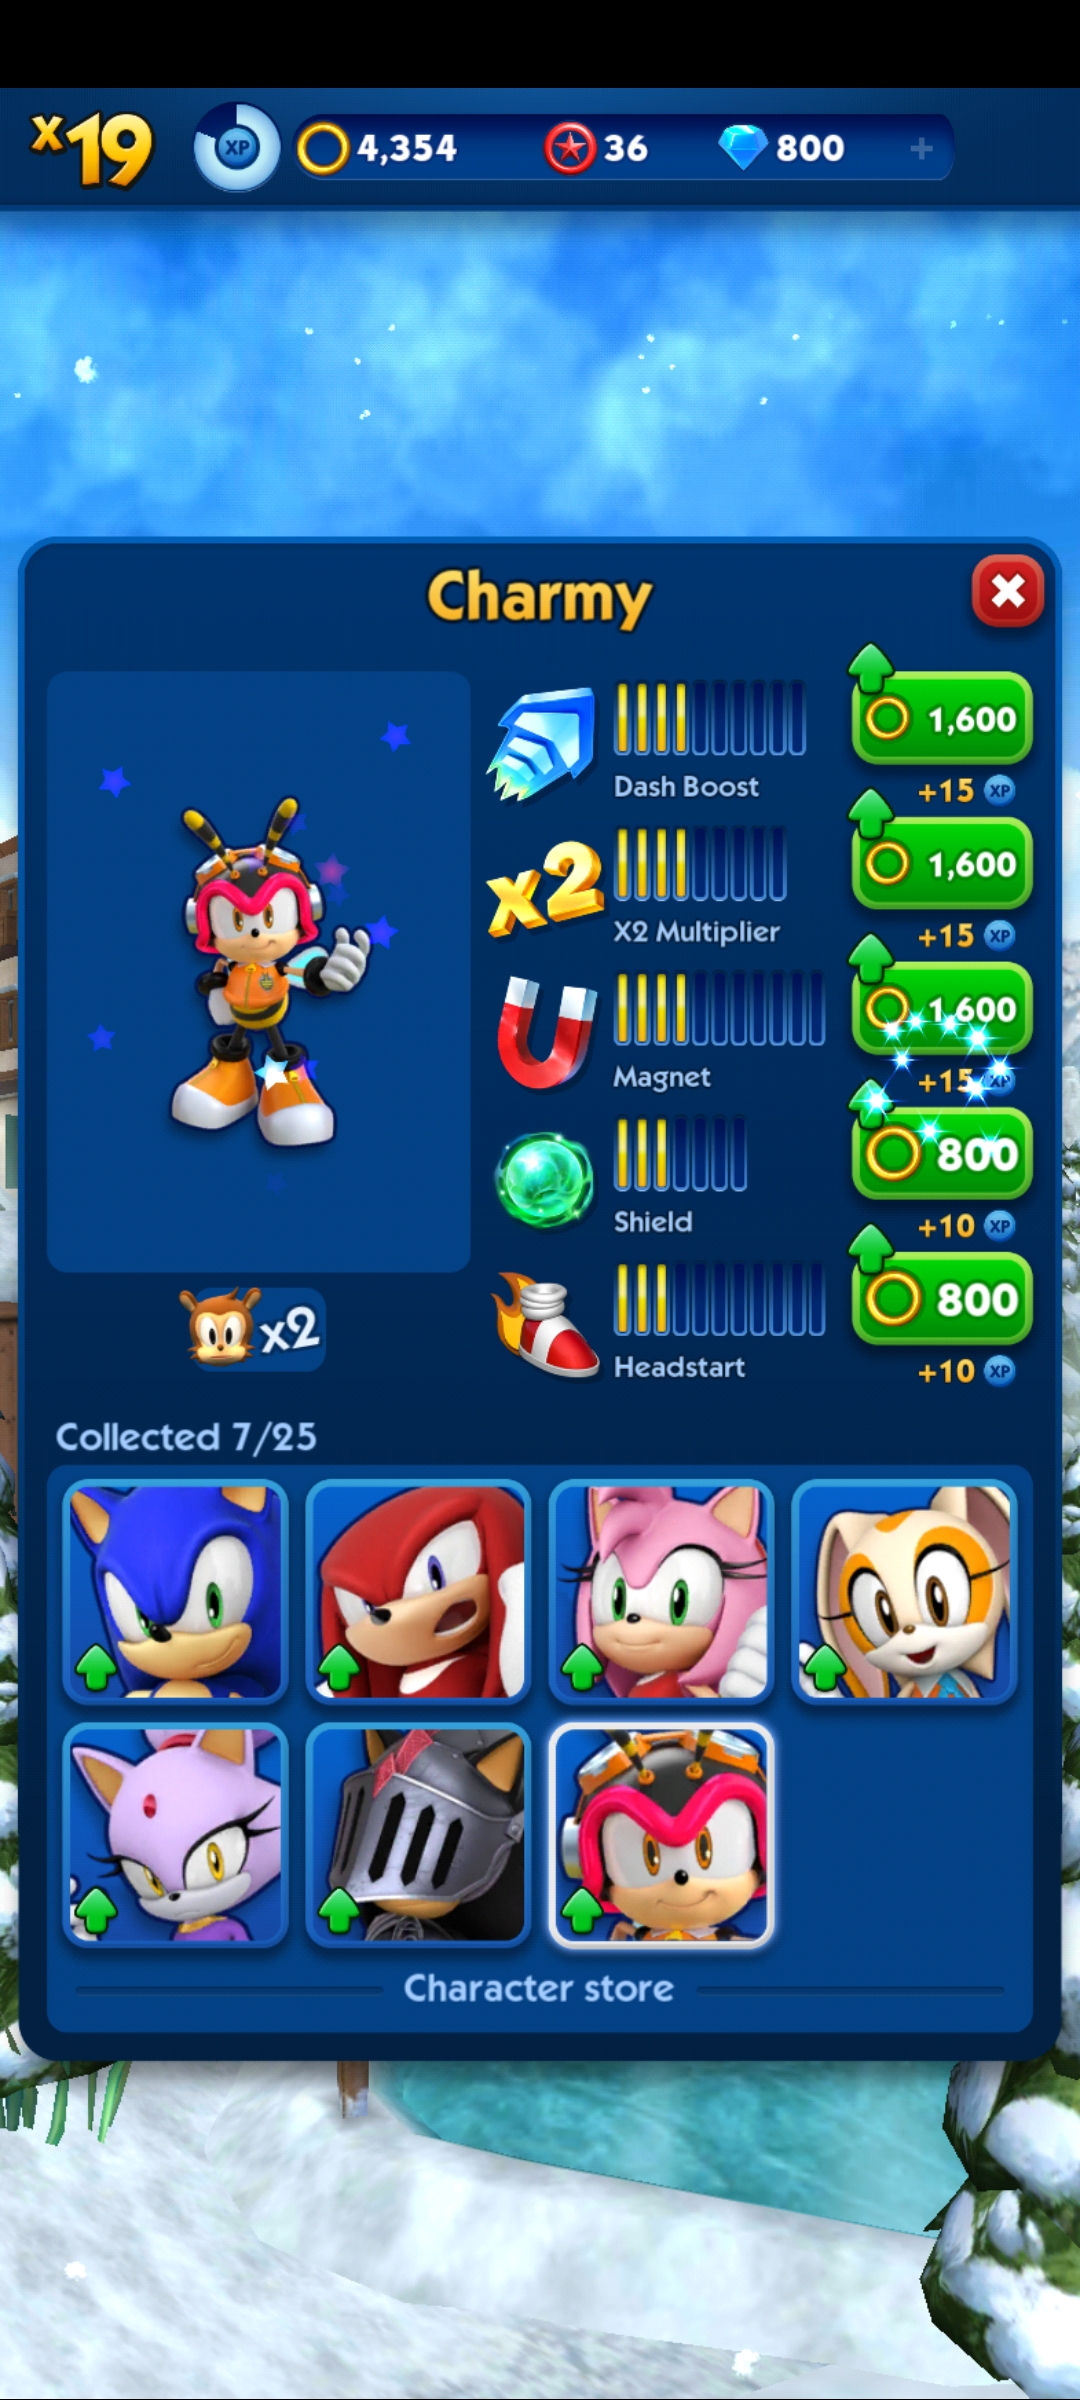 x19 XP 4,354 36 800 +
Charmy
1,600
Dash Boost
+15 XP
x2
1,600
X2 Multiplier
+15 XP
1,600
Magnet
+15 XP
800
Shield
+10 XP
x2
800
Headstart
+10 XP
Collected 7/25
Character store